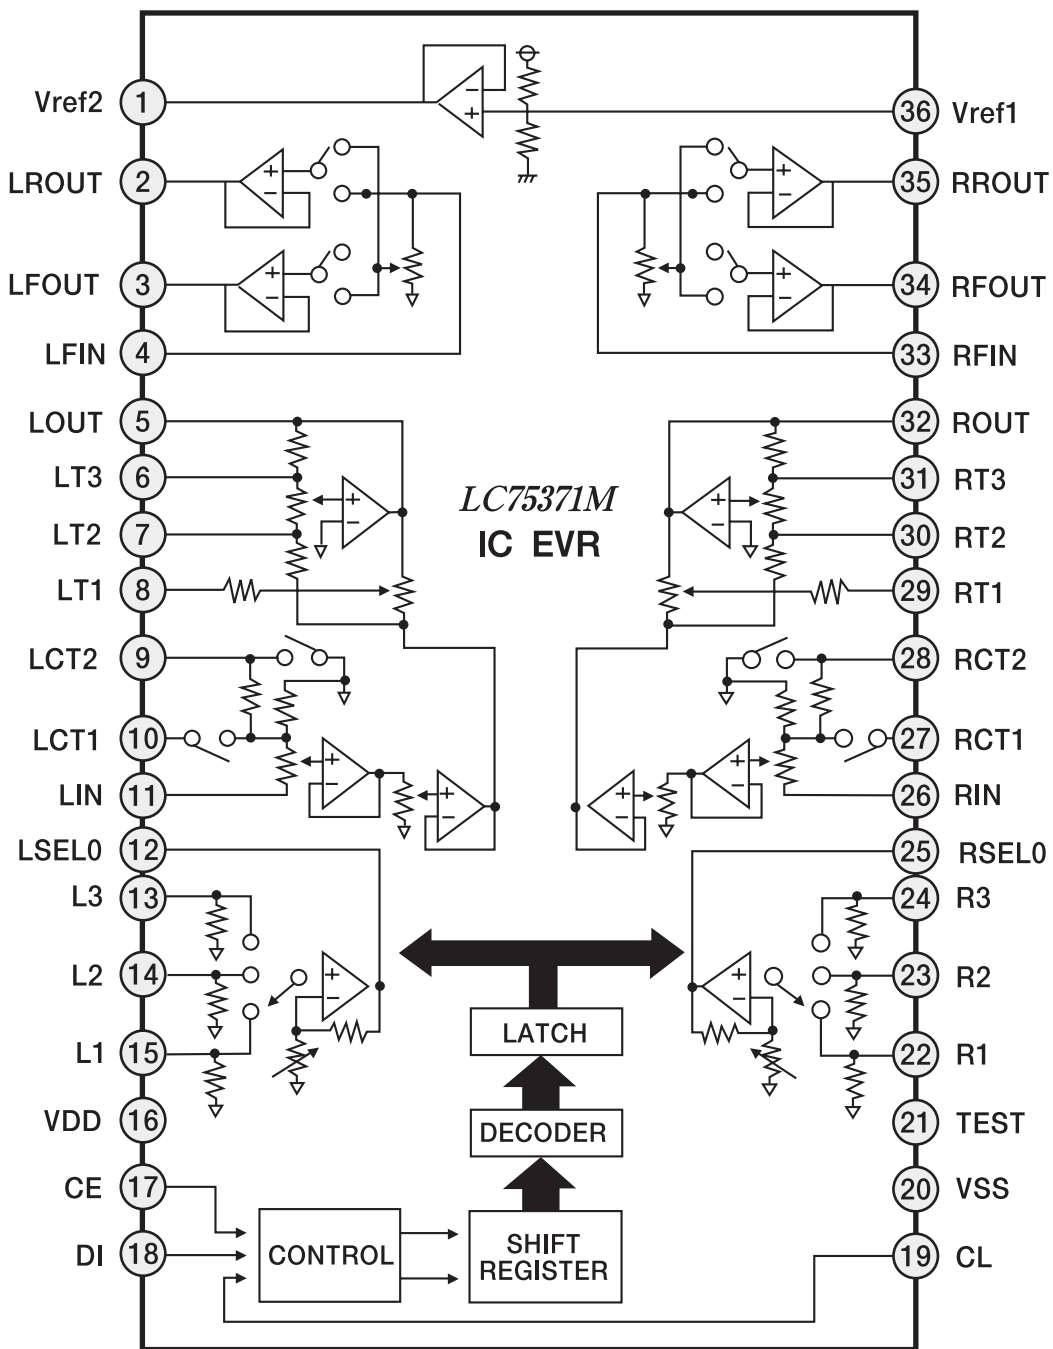 Vref2 1
36 Vref1
LROUT 2
35 RROUT
LFOUT 3
34 RFOUT
LFIN 4
33 RFIN
LOUT 5
32 ROUT
LT3 6
31 RT3
LC75371M
IC EVR
LT2 7
30 RT2
LT1 8
29 RT1
LCT2 9
28 RCT2
LCT1 10
27 RCT1
LIN 11
26 RIN
LSEL0 12
25 RSEL0
L3 13
24 R3
L2 14
23 R2
LATCH
L1 15
22 R1
VDD 16
21 TEST
DECODER
CE 17
20 VSS
DI 18
19 CL
CONTROL
SHIFT
REGISTER
+
−
+
−
+
−
+
−
+
−
+
−
+
−
+
−
+
−
+
−
+
−
+
−
+
−